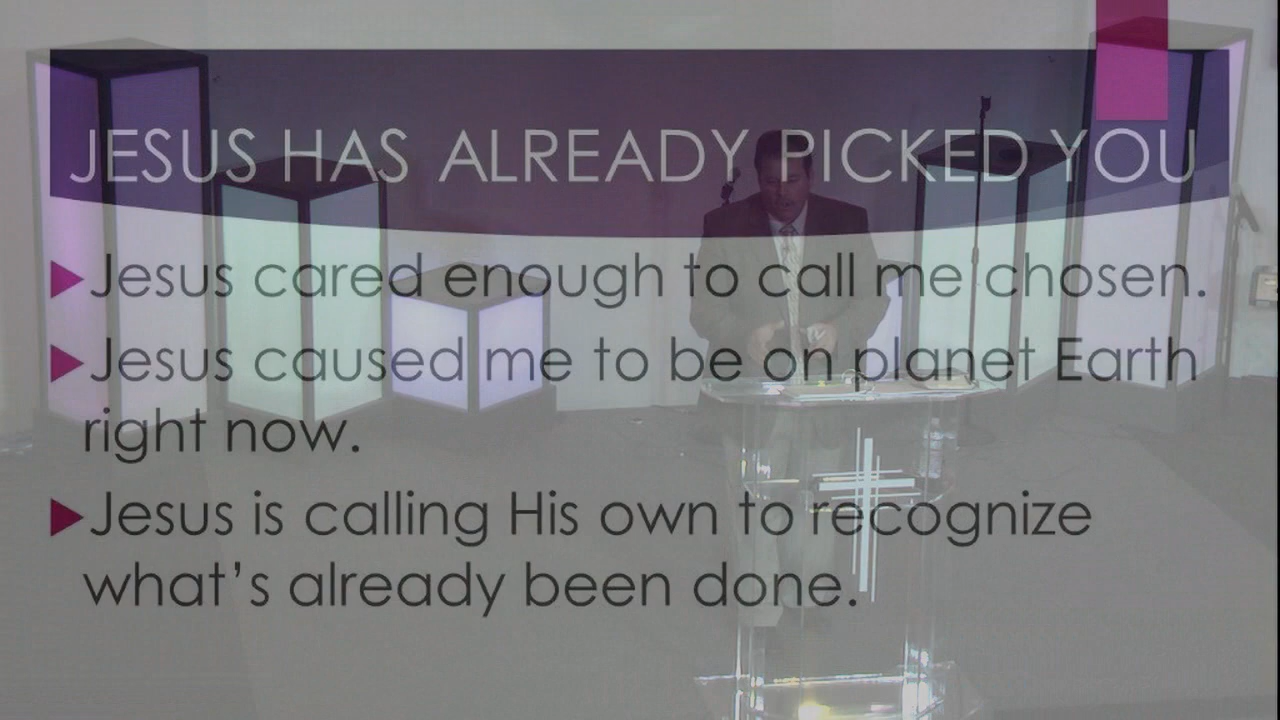 JESUS HAS ALREADY PICKED YOU
Jesus cared enough to call me chosen.
Jesus caused me to be on planet Earth
right now.
Jesus is calling His own to recognize
what's already been done.